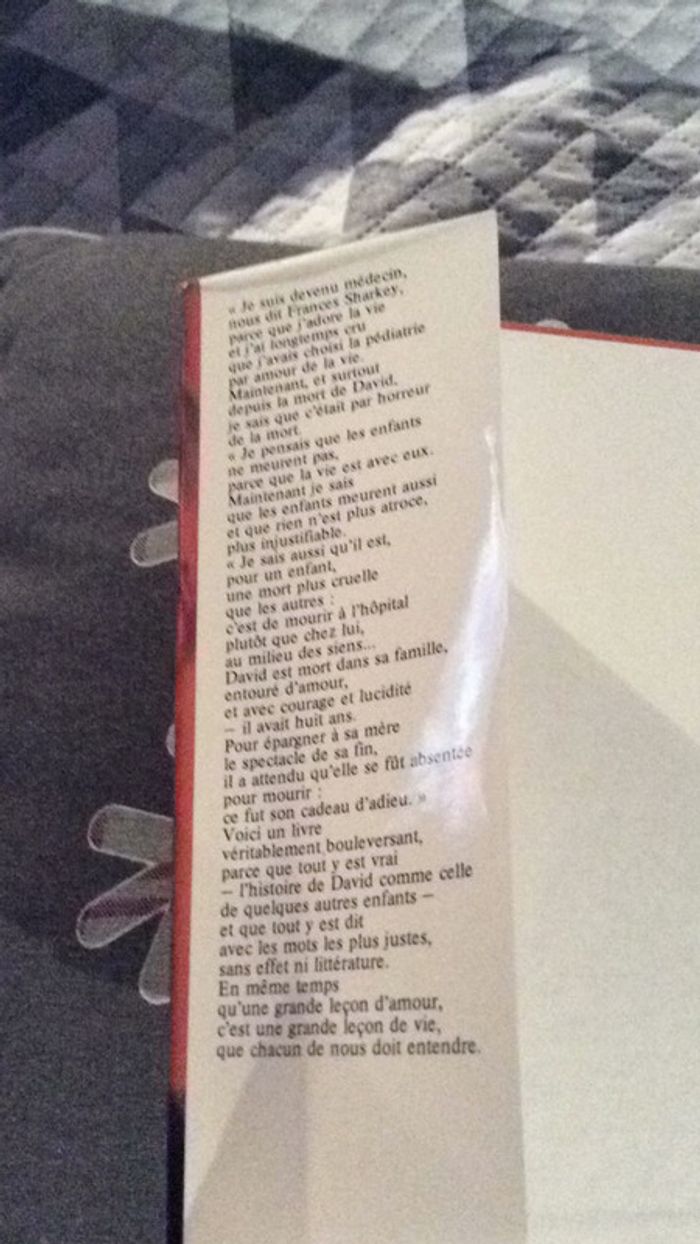 « Je suis devenu médecin,
nous dit Frances Sharkey,
parce que j'adore la vie
et j'ai longtemps cru
que j'avais choisi la pédiatrie
par amour de la vie.
Maintenant, et surtout
depuis la mort de David,
je sais que c'était par horreur
de la mort.
« Je pensais que les enfants
ne meurent pas,
parce que la vie est avec eux.
Maintenant je sais
que les enfants meurent aussi
et que rien n'est plus atroce,
plus injustifiable.
« Je sais aussi qu'il est,
pour un enfant,
une mort plus cruelle
que les autres :
c'est de mourir à l'hôpital
plutôt que chez lui,
au milieu des siens...
David est mort dans sa famille,
entouré d'amour,
et avec courage et lucidité
– il avait huit ans.
Pour épargner à sa mère
le spectacle de sa fin,
il a attendu qu'elle se fût absentée
pour mourir :
ce fut son cadeau d'adieu. »
Voici un livre
véritablement bouleversant,
parce que tout y est vrai
– l'histoire de David comme celle
de quelques autres enfants –
et que tout y est dit
avec les mots les plus justes,
sans effet ni littérature.
En même temps
qu'une grande leçon d'amour,
c'est une grande leçon de vie,
que chacun de nous doit entendre.